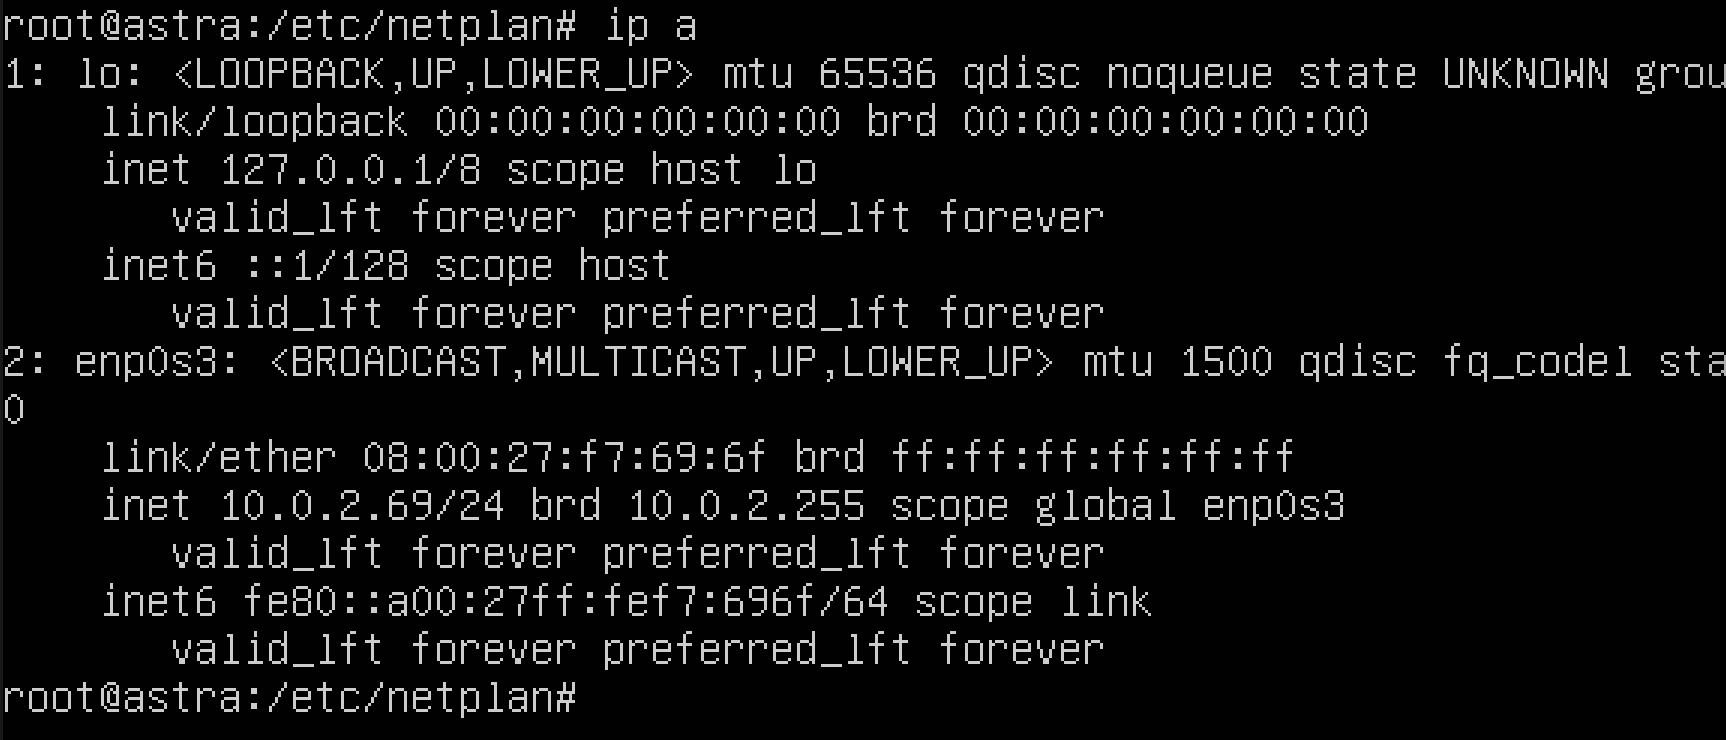 root@astra:/etc/netplan# ip a
1: lo: <LOOPBACK,UP,LOWER_UP> mtu 65536 qdisc noqueue state UNKNOWN grou
link/loopback 00:00:00:00:00:00 brd 00:00:00:00:00:00
inet 127.0.0.1/8 scope host lo
valid_lft forever preferred_lft forever
inet6 ::1/128 scope host
valid_lft forever preferred_lft forever
2: enp0s3: <BROADCAST,MULTICAST,UP,LOWER_UP> mtu 1500 qdisc fq_codel sta
0
link/ether 08:00:27:f7:69:6f brd ff:ff:ff:ff:ff:ff
inet 10.0.2.69/24 brd 10.0.2.255 scope global enp0s3
valid_lft forever preferred_lft forever
inet6 fe80::a00:27ff:fef7:696f/64 scope link
valid_lft forever preferred_lft forever
root@astra:/etc/netplan#